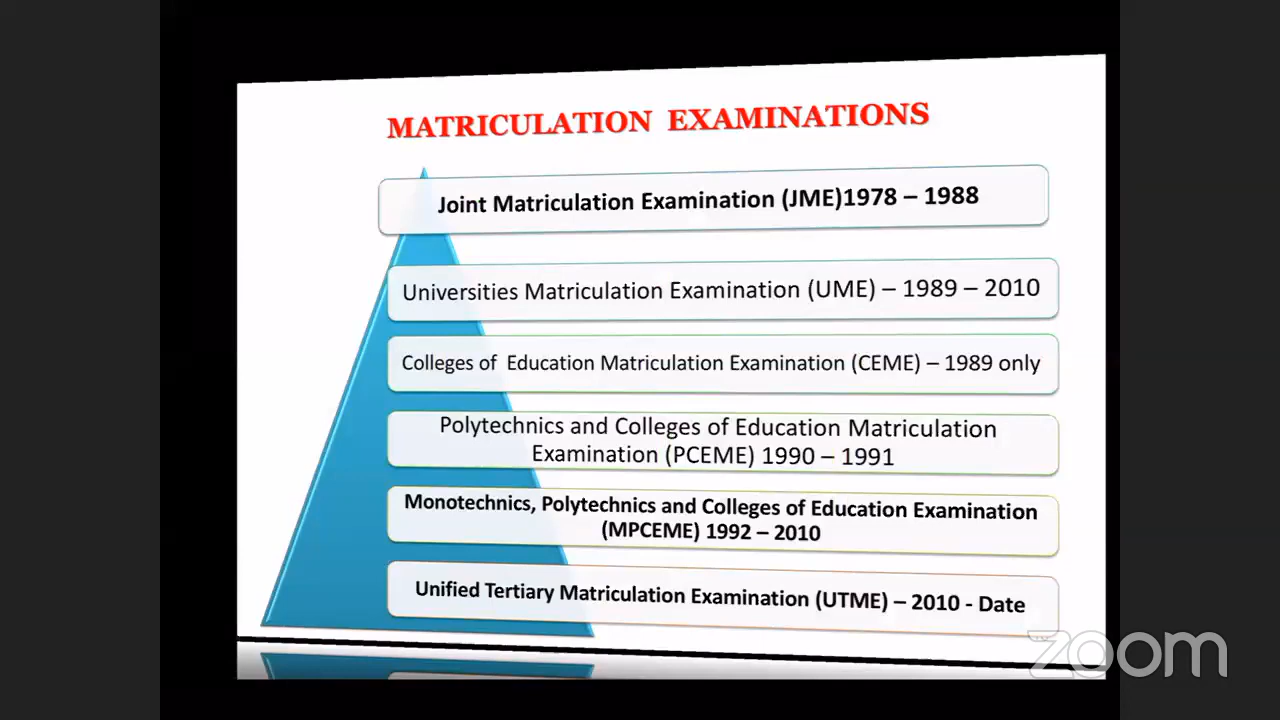 MATRICULATION EXAMINATIONS
Joint Matriculation Examination (JME)1978 – 1988
Universities Matriculation Examination (UME) – 1989 – 2010
Colleges of Education Matriculation Examination (CEME) – 1989 only
Polytechnics and Colleges of Education Matriculation
Examination (PCEME) 1990 – 1991
Monotechnics, Polytechnics and Colleges of Education Examination
(MPCEME) 1992 – 2010
Unified Tertiary Matriculation Examination (UTME) – 2010 - Date
zoom